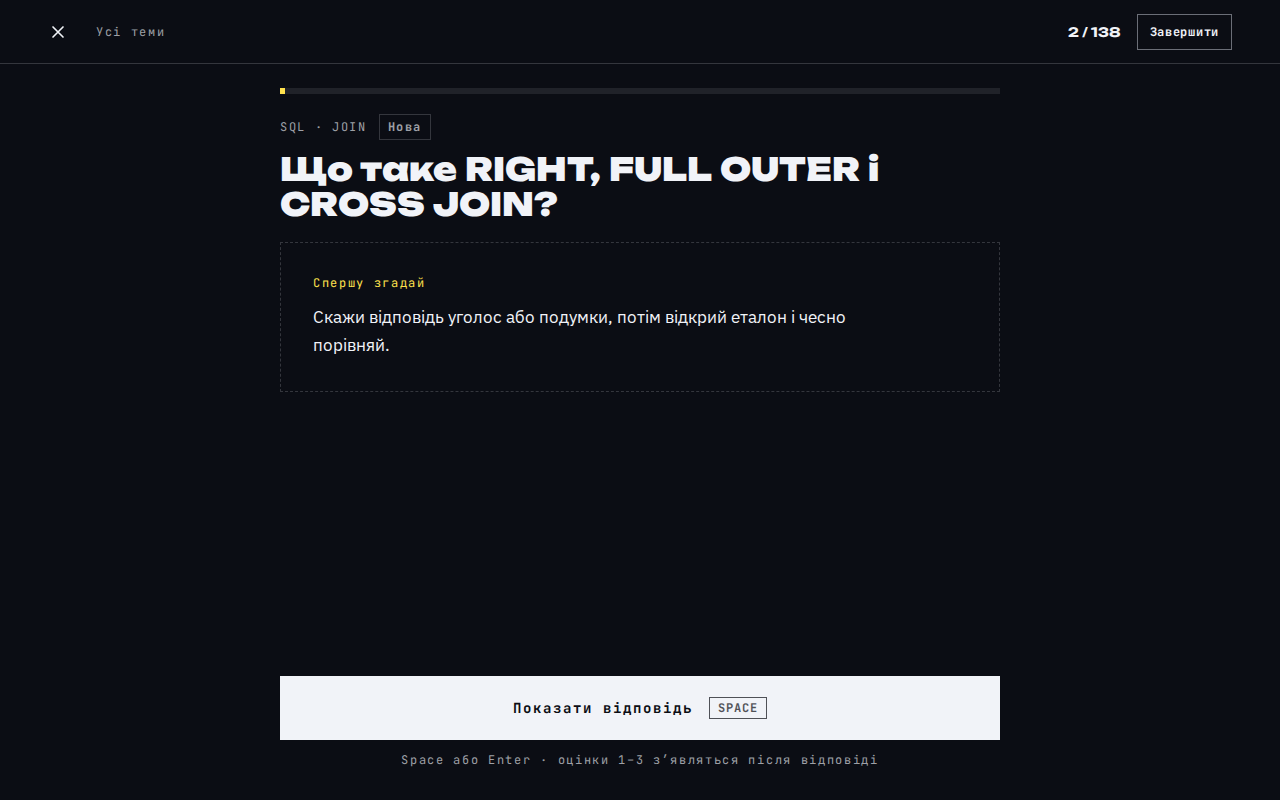 Усі теми
2 / 138
Завершити
SQL · JOIN
Нова
Що таке RIGHT, FULL OUTER і
CROSS JOIN?
Спершу згадай
Скажи відповідь уголос або подумки, потім відкрий еталон і чесно
порівняй.
Показати відповідь
SPACE
Space або Enter · оцінки 1–3 з’являться після відповіді